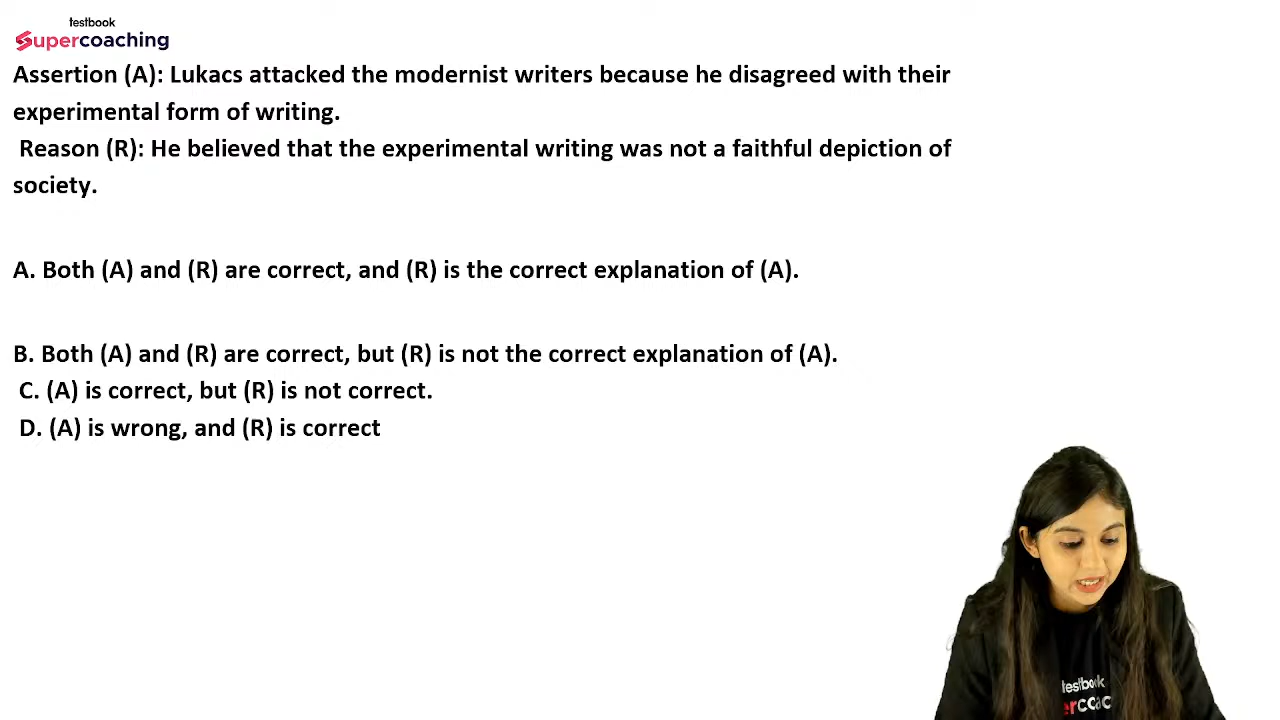 testbook
Supercoaching
Assertion (A): Lukacs attacked the modernist writers because he disagreed with their
experimental form of writing.
Reason (R): He believed that the experimental writing was not a faithful depiction of
society.
A. Both (A) and (R) are correct, and (R) is the correct explanation of (A).
B. Both (A) and (R) are correct, but (R) is not the correct explanation of (A).
C. (A) is correct, but (R) is not correct.
D. (A) is wrong, and (R) is correct
testbook
ercoac